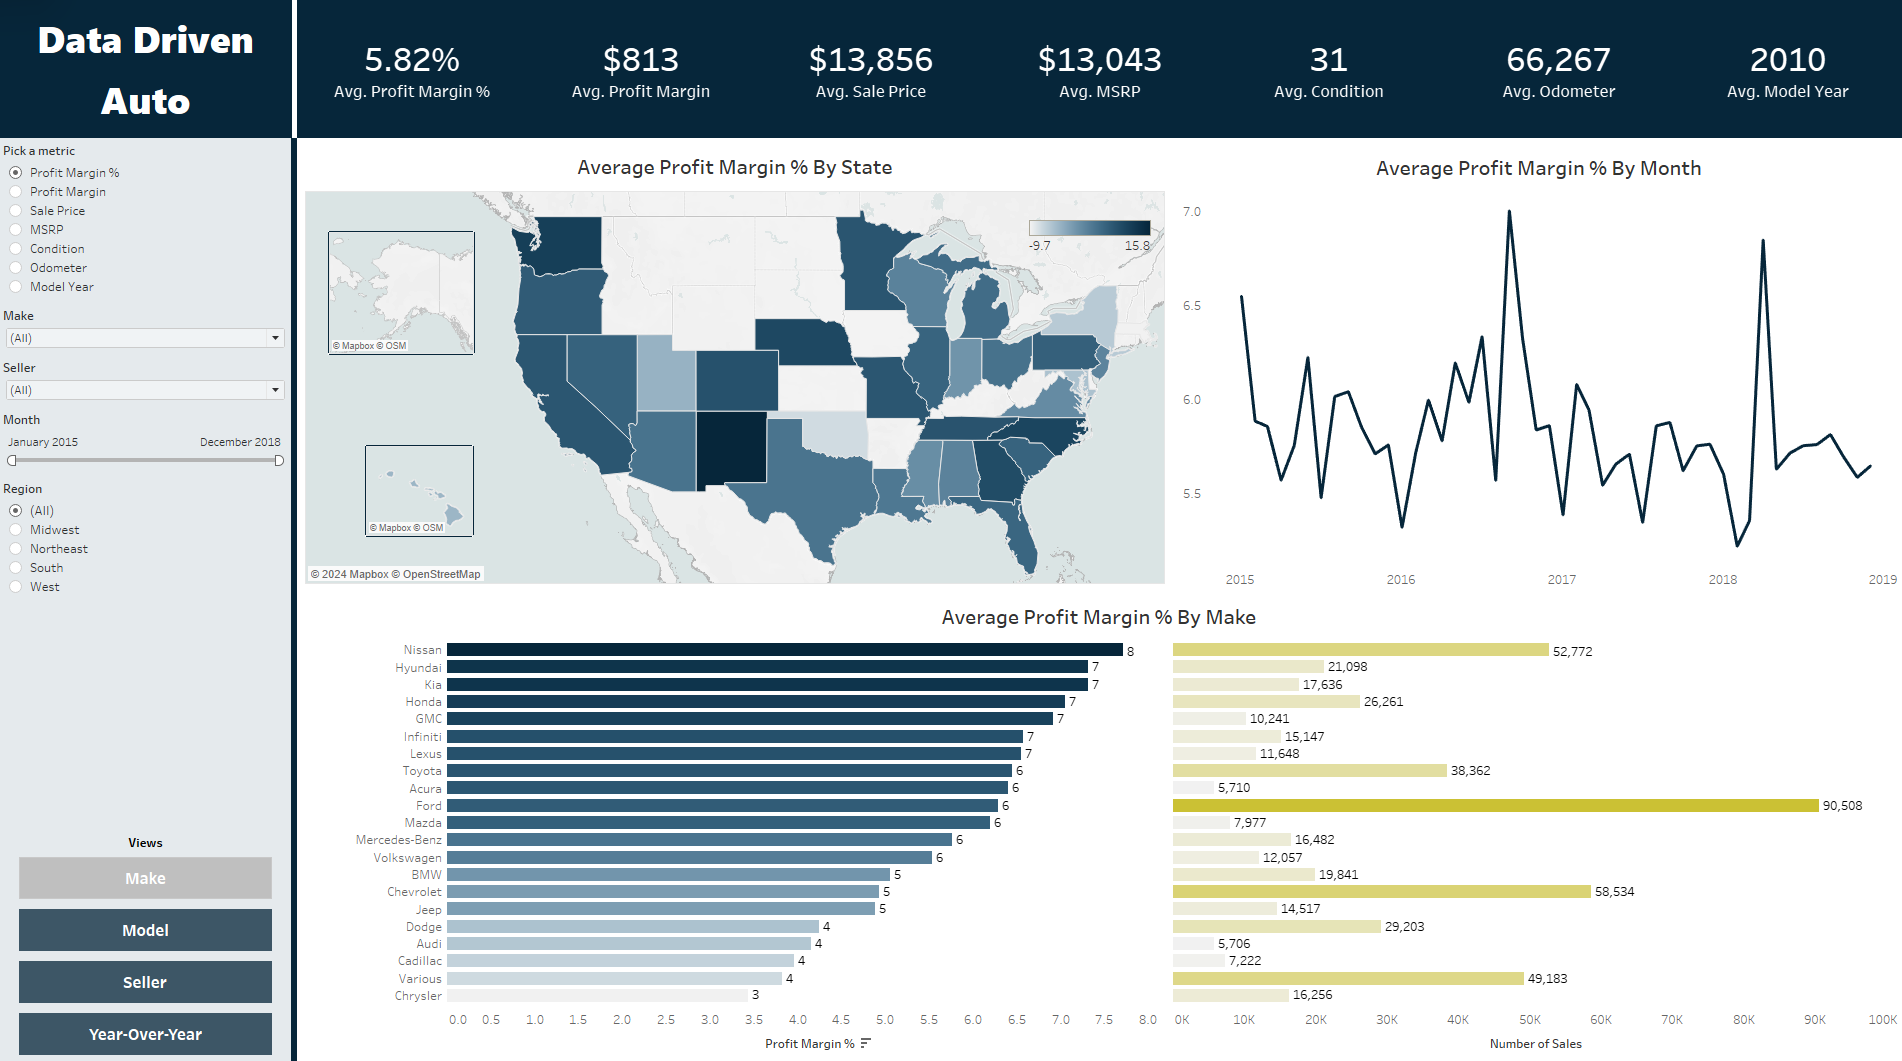 Data Driven
Auto
5.82%
Avg. Profit Margin %
$813
Avg. Profit Margin
$13,856
Avg. Sale Price
$13,043
Avg. MSRP
31
Avg. Condition
66,267
Avg. Odometer
2010
Avg. Model Year
Pick a metric
Profit Margin %
Profit Margin
Sale Price
MSRP
Condition
Odometer
Model Year
Make
(All)
Seller
(All)
Month
January 2015 December 2018
Region
(All)
Midwest
Northeast
South
West
Views
Make
Model
Seller
Year-Over-Year
Average Profit Margin % By State
-9.7 15.8
© Mapbox © OSM
© Mapbox © OSM
© 2024 Mapbox © OpenStreetMap
Average Profit Margin % By Month
7.0
6.5
6.0
5.5
2015 2016 2017 2018 2019
Average Profit Margin % By Make
Nissan 8 52,772
Hyundai 7 21,098
Kia 7 17,636
Honda 7 26,261
GMC 7 10,241
Infiniti 7 15,147
Lexus 7 11,648
Toyota 6 38,362
Acura 6 5,710
Ford 6 90,508
Mazda 6 7,977
Mercedes-Benz 6 16,482
Volkswagen 6 12,057
BMW 5 19,841
Chevrolet 5 58,534
Jeep 5 14,517
Dodge 4 29,203
Audi 4 5,706
Cadillac 4 7,222
Various 4 49,183
Chrysler 3 16,256
0.0 0.5 1.0 1.5 2.0 2.5 3.0 3.5 4.0 4.5 5.0 5.5 6.0 6.5 7.0 7.5 8.0
0K 10K 20K 30K 40K 50K 60K 70K 80K 90K 100K
Profit Margin %
Number of Sales